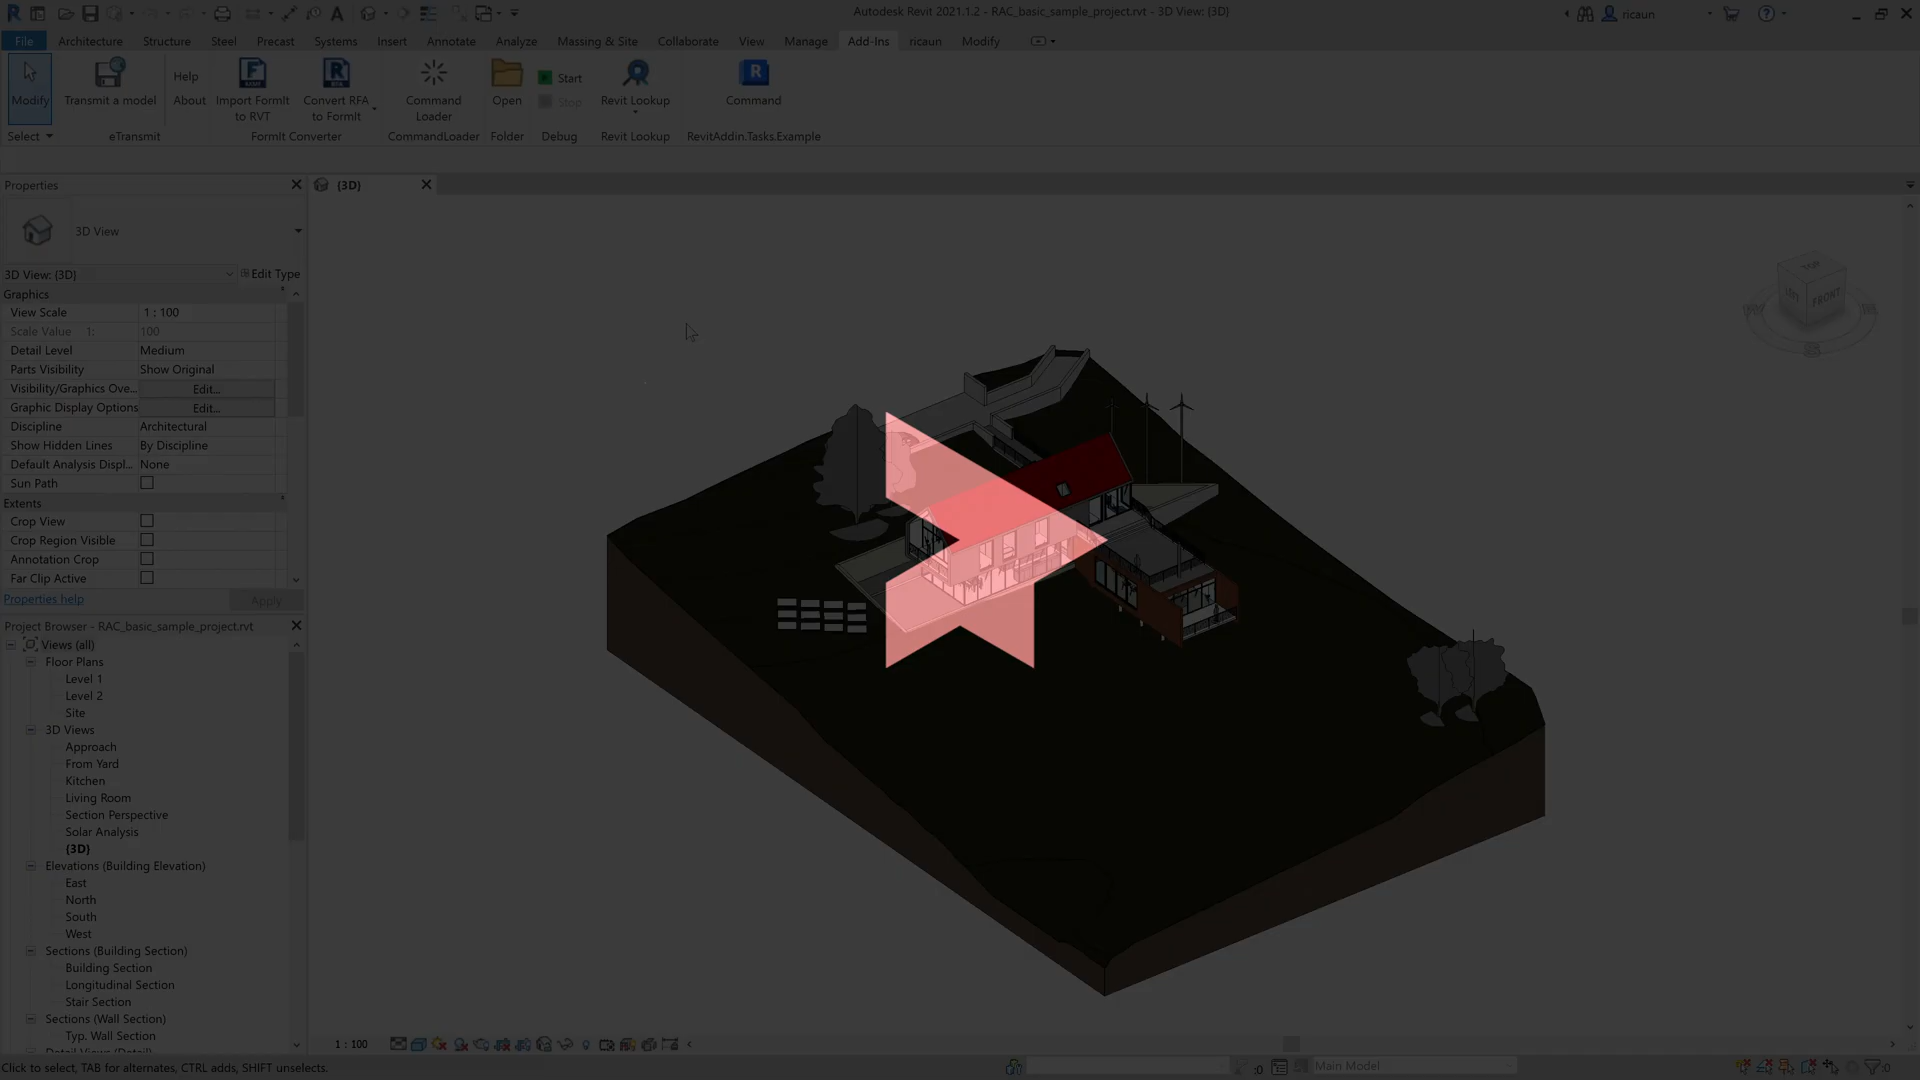 Autodesk Revit 2021.1.2 - RAC_basic_sample_project.rvt - 3D View: {3D}
ricaun
File Architecture Structure Steel Precast Systems Insert Annotate Analyze Massing & Site Collaborate View Manage Add-Ins ricaun Modify
Modify
Transmit a model
Help
About
Import FormIt
to RVT
Convert RFA
to FormIt
Command
Loader
Open
Start
Stop
Revit Lookup
Command
Select
eTransmit
FormIt Converter
CommandLoader
Folder
Debug
Revit Lookup
RevitAddin.Tasks.Example
Properties
{3D}
3D View
3D View: {3D}
Edit Type
Graphics
View Scale 1 : 100
Scale Value 1: 100
Detail Level Medium
Parts Visibility Show Original
Visibility/Graphics Ove... Edit...
Graphic Display Options Edit...
Discipline Architectural
Show Hidden Lines By Discipline
Default Analysis Displ... None
Sun Path
Extents
Crop View
Crop Region Visible
Annotation Crop
Far Clip Active
Properties help
Apply
Project Browser - RAC_basic_sample_project.rvt
Views (all)
Floor Plans
Level 1
Level 2
Site
3D Views
Approach
From Yard
Kitchen
Living Room
Section Perspective
Solar Analysis
{3D}
Elevations (Building Elevation)
East
North
South
West
Sections (Building Section)
Building Section
Longitudinal Section
Stair Section
Sections (Wall Section)
Typ. Wall Section
Detail Views (Detail)
TOP
FRONT
1 : 100
Click to select, TAB for alternates, CTRL adds, SHIFT unselects.
:0
Main Model
:0